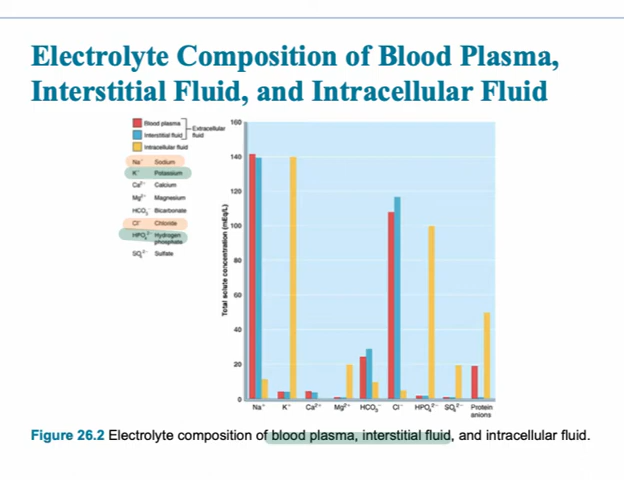 Electrolyte Composition of Blood Plasma,
Interstitial Fluid, and Intracellular Fluid
Blood plasma
Interstitial fluid
Extracellular
fluid
Intracellular fluid
Na⁺ Sodium
K⁺ Potassium
Ca²⁺ Calcium
Mg²⁺ Magnesium
HCO₃⁻ Bicarbonate
Cl⁻ Chloride
HPO₄²⁻ Hydrogen
phosphate
SO₄²⁻ Sulfate
Total solute concentration (mEq/L)
160
140
120
100
80
60
40
20
0
Na⁺ K⁺ Ca²⁺ Mg²⁺ HCO₃⁻ Cl⁻ HPO₄²⁻ SO₄²⁻ Protein
anions
Figure 26.2 Electrolyte composition of blood plasma, interstitial fluid, and intracellular fluid.